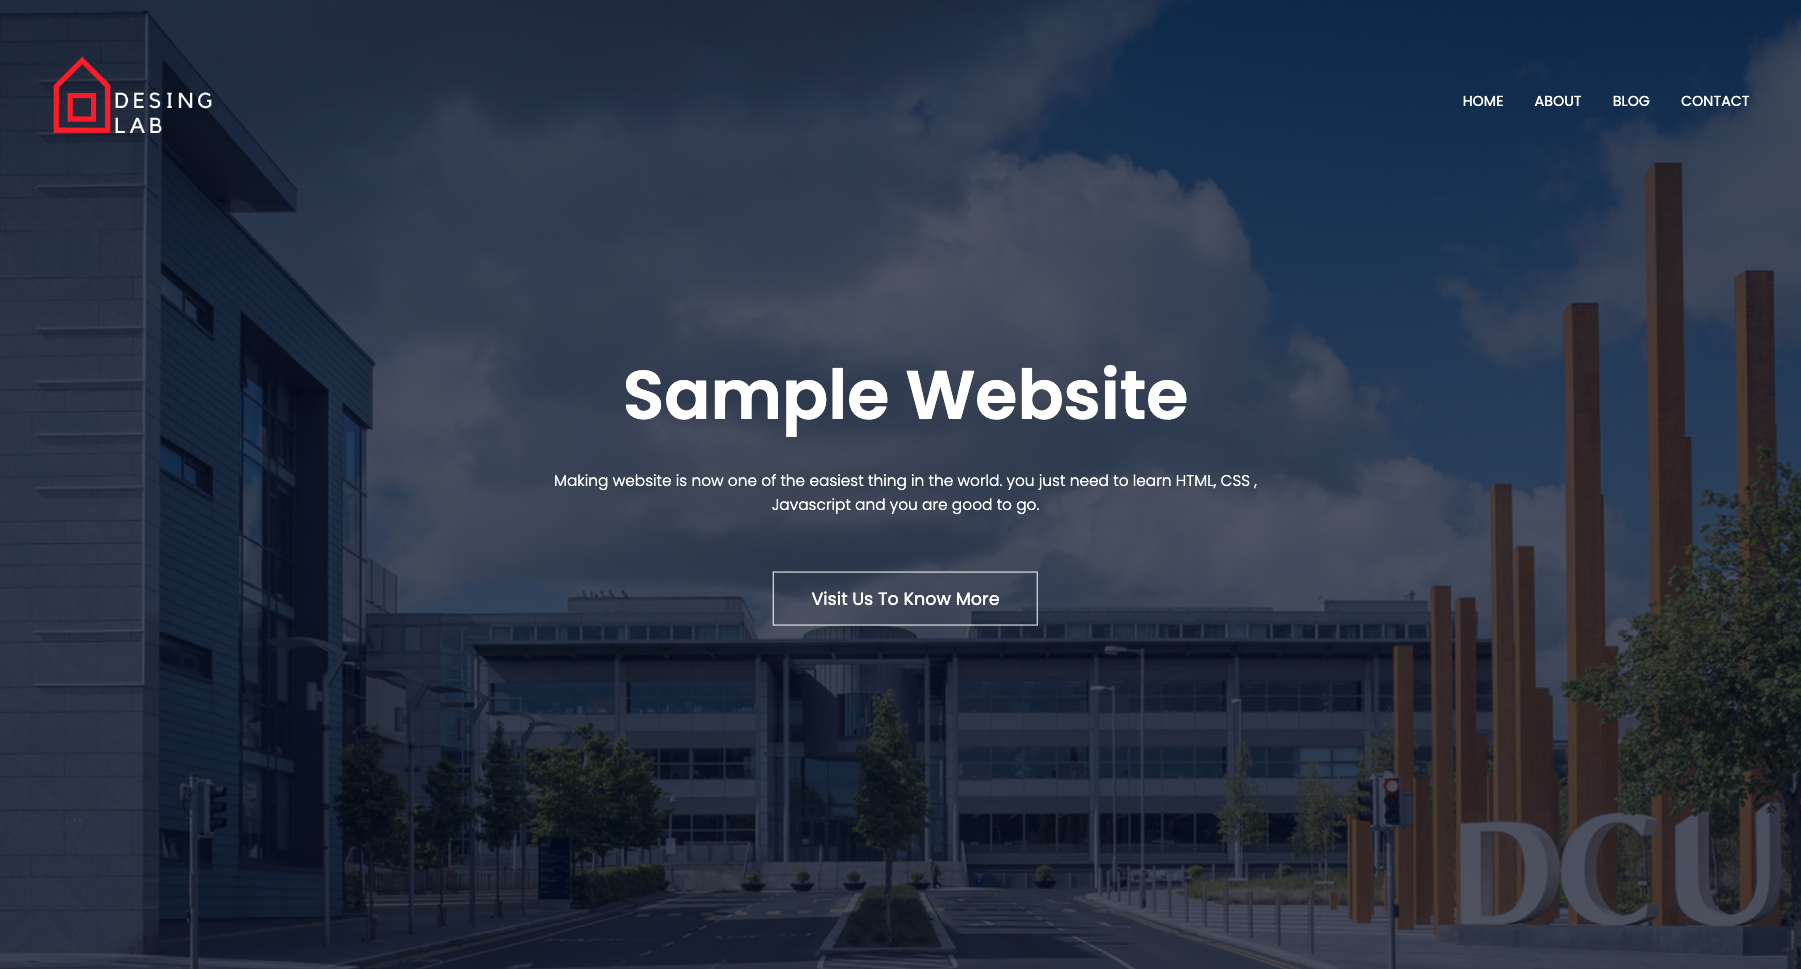 DESING
LAB
HOME ABOUT BLOG CONTACT
Sample Website
Making website is now one of the easiest thing in the world. you just need to learn HTML, CSS ,
Javascript and you are good to go.
Visit Us To Know More
DCU